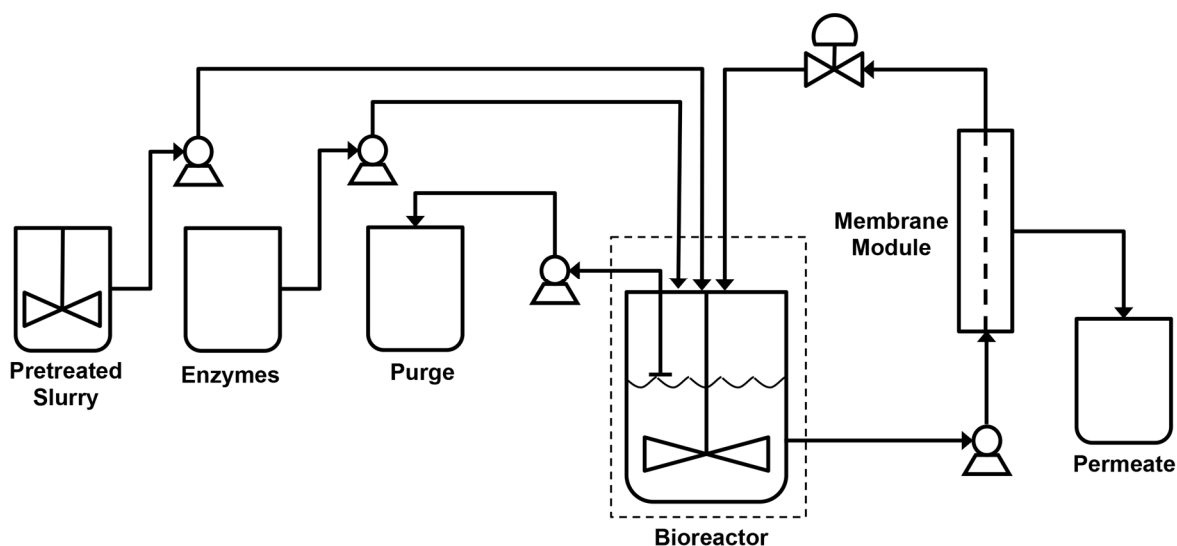 Membrane
Module
Pretreated
Slurry
Enzymes
Purge
Permeate
Bioreactor